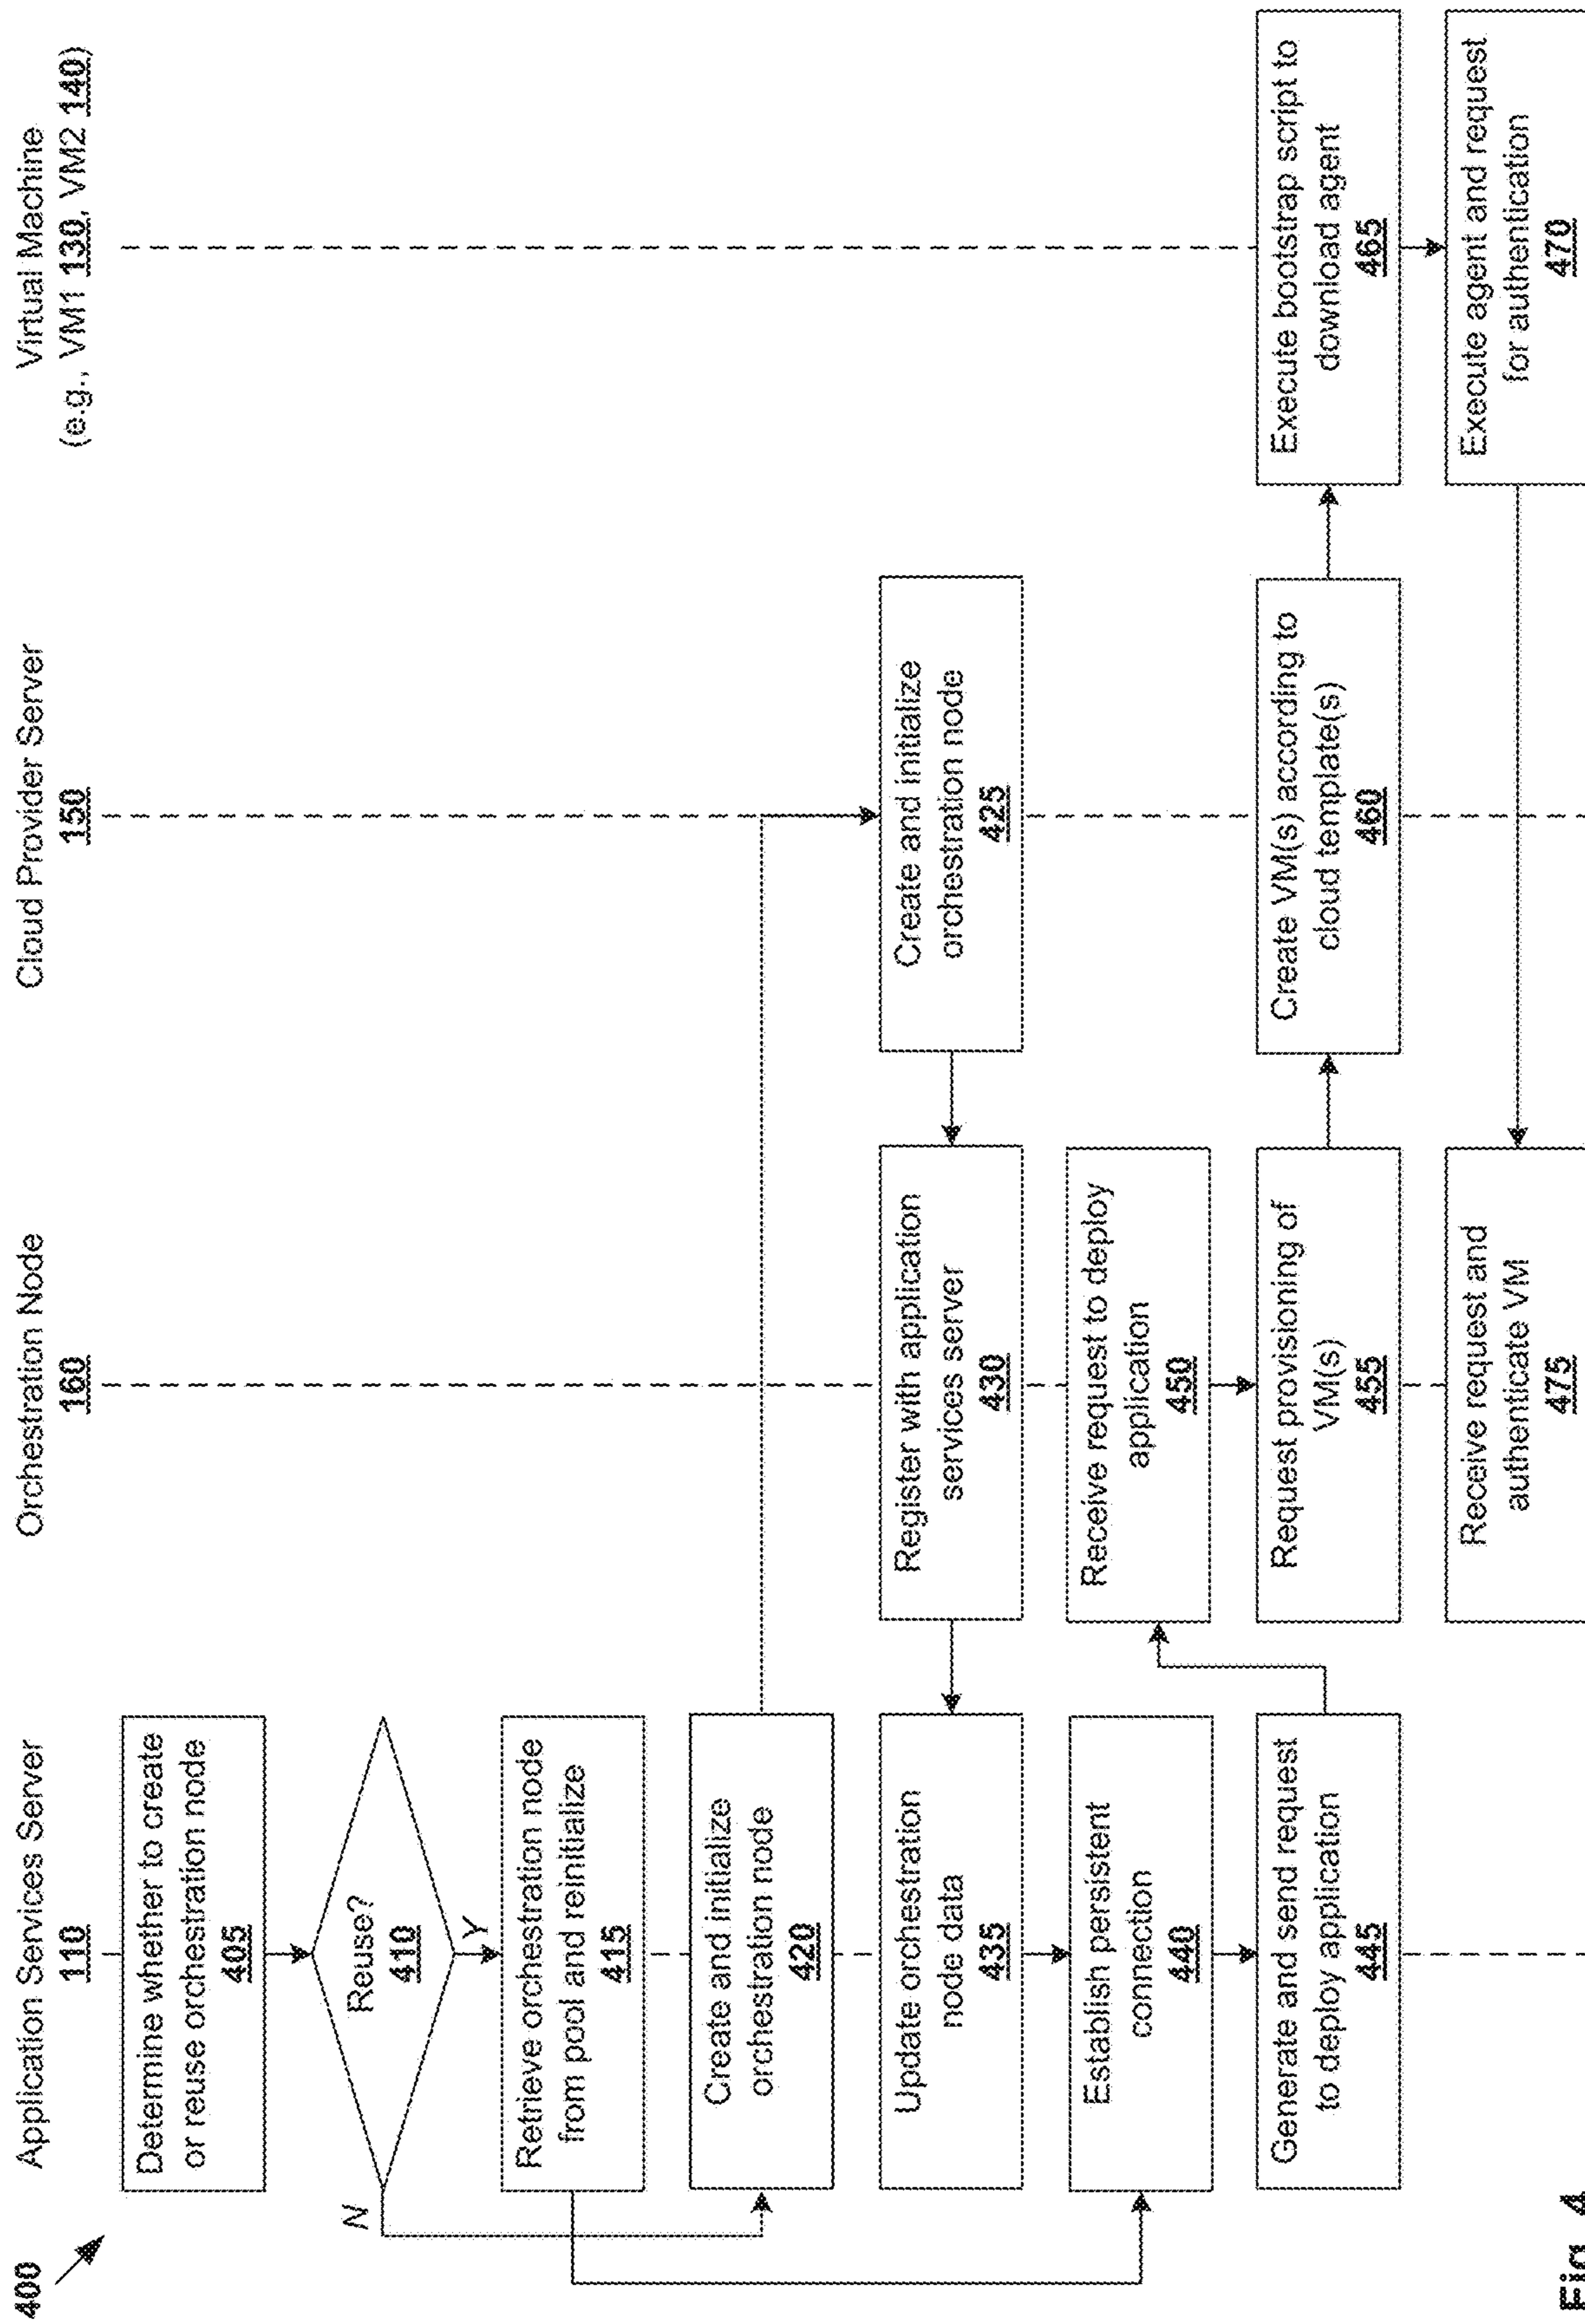 400
Application Services Server
110
Orchestration Node
160
Cloud Provider Server
150
Virtual Machine
(e.g., VM1 130, VM2 140)
Determine whether to create
or reuse orchestration node
405
Reuse?
410
N
Y
Retrieve orchestration node
from pool and reinitialize
415
Create and initialize
orchestration node
420
Create and initialize
orchestration node
425
Register with application
services server
430
Update orchestration
node data
435
Establish persistent
connection
440
Generate and send request
to deploy application
445
Receive request to deploy
application
450
Request provisioning of
VM(s)
455
Create VM(s) according to
cloud template(s)
460
Execute bootstrap script to
download agent
465
Execute agent and request
for authentication
470
Receive request and
authenticate VM
475
Fig. 4